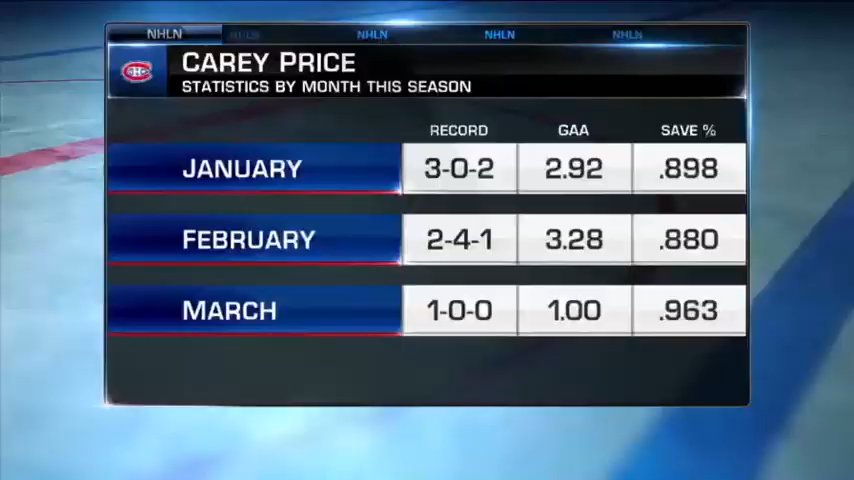 NHLN NHLN NHLN NHLN NHLN
CAREY PRICE
STATISTICS BY MONTH THIS SEASON
RECORD GAA SAVE %
JANUARY 3-0-2 2.92 .898
FEBRUARY 2-4-1 3.28 .880
MARCH 1-0-0 1.00 .963